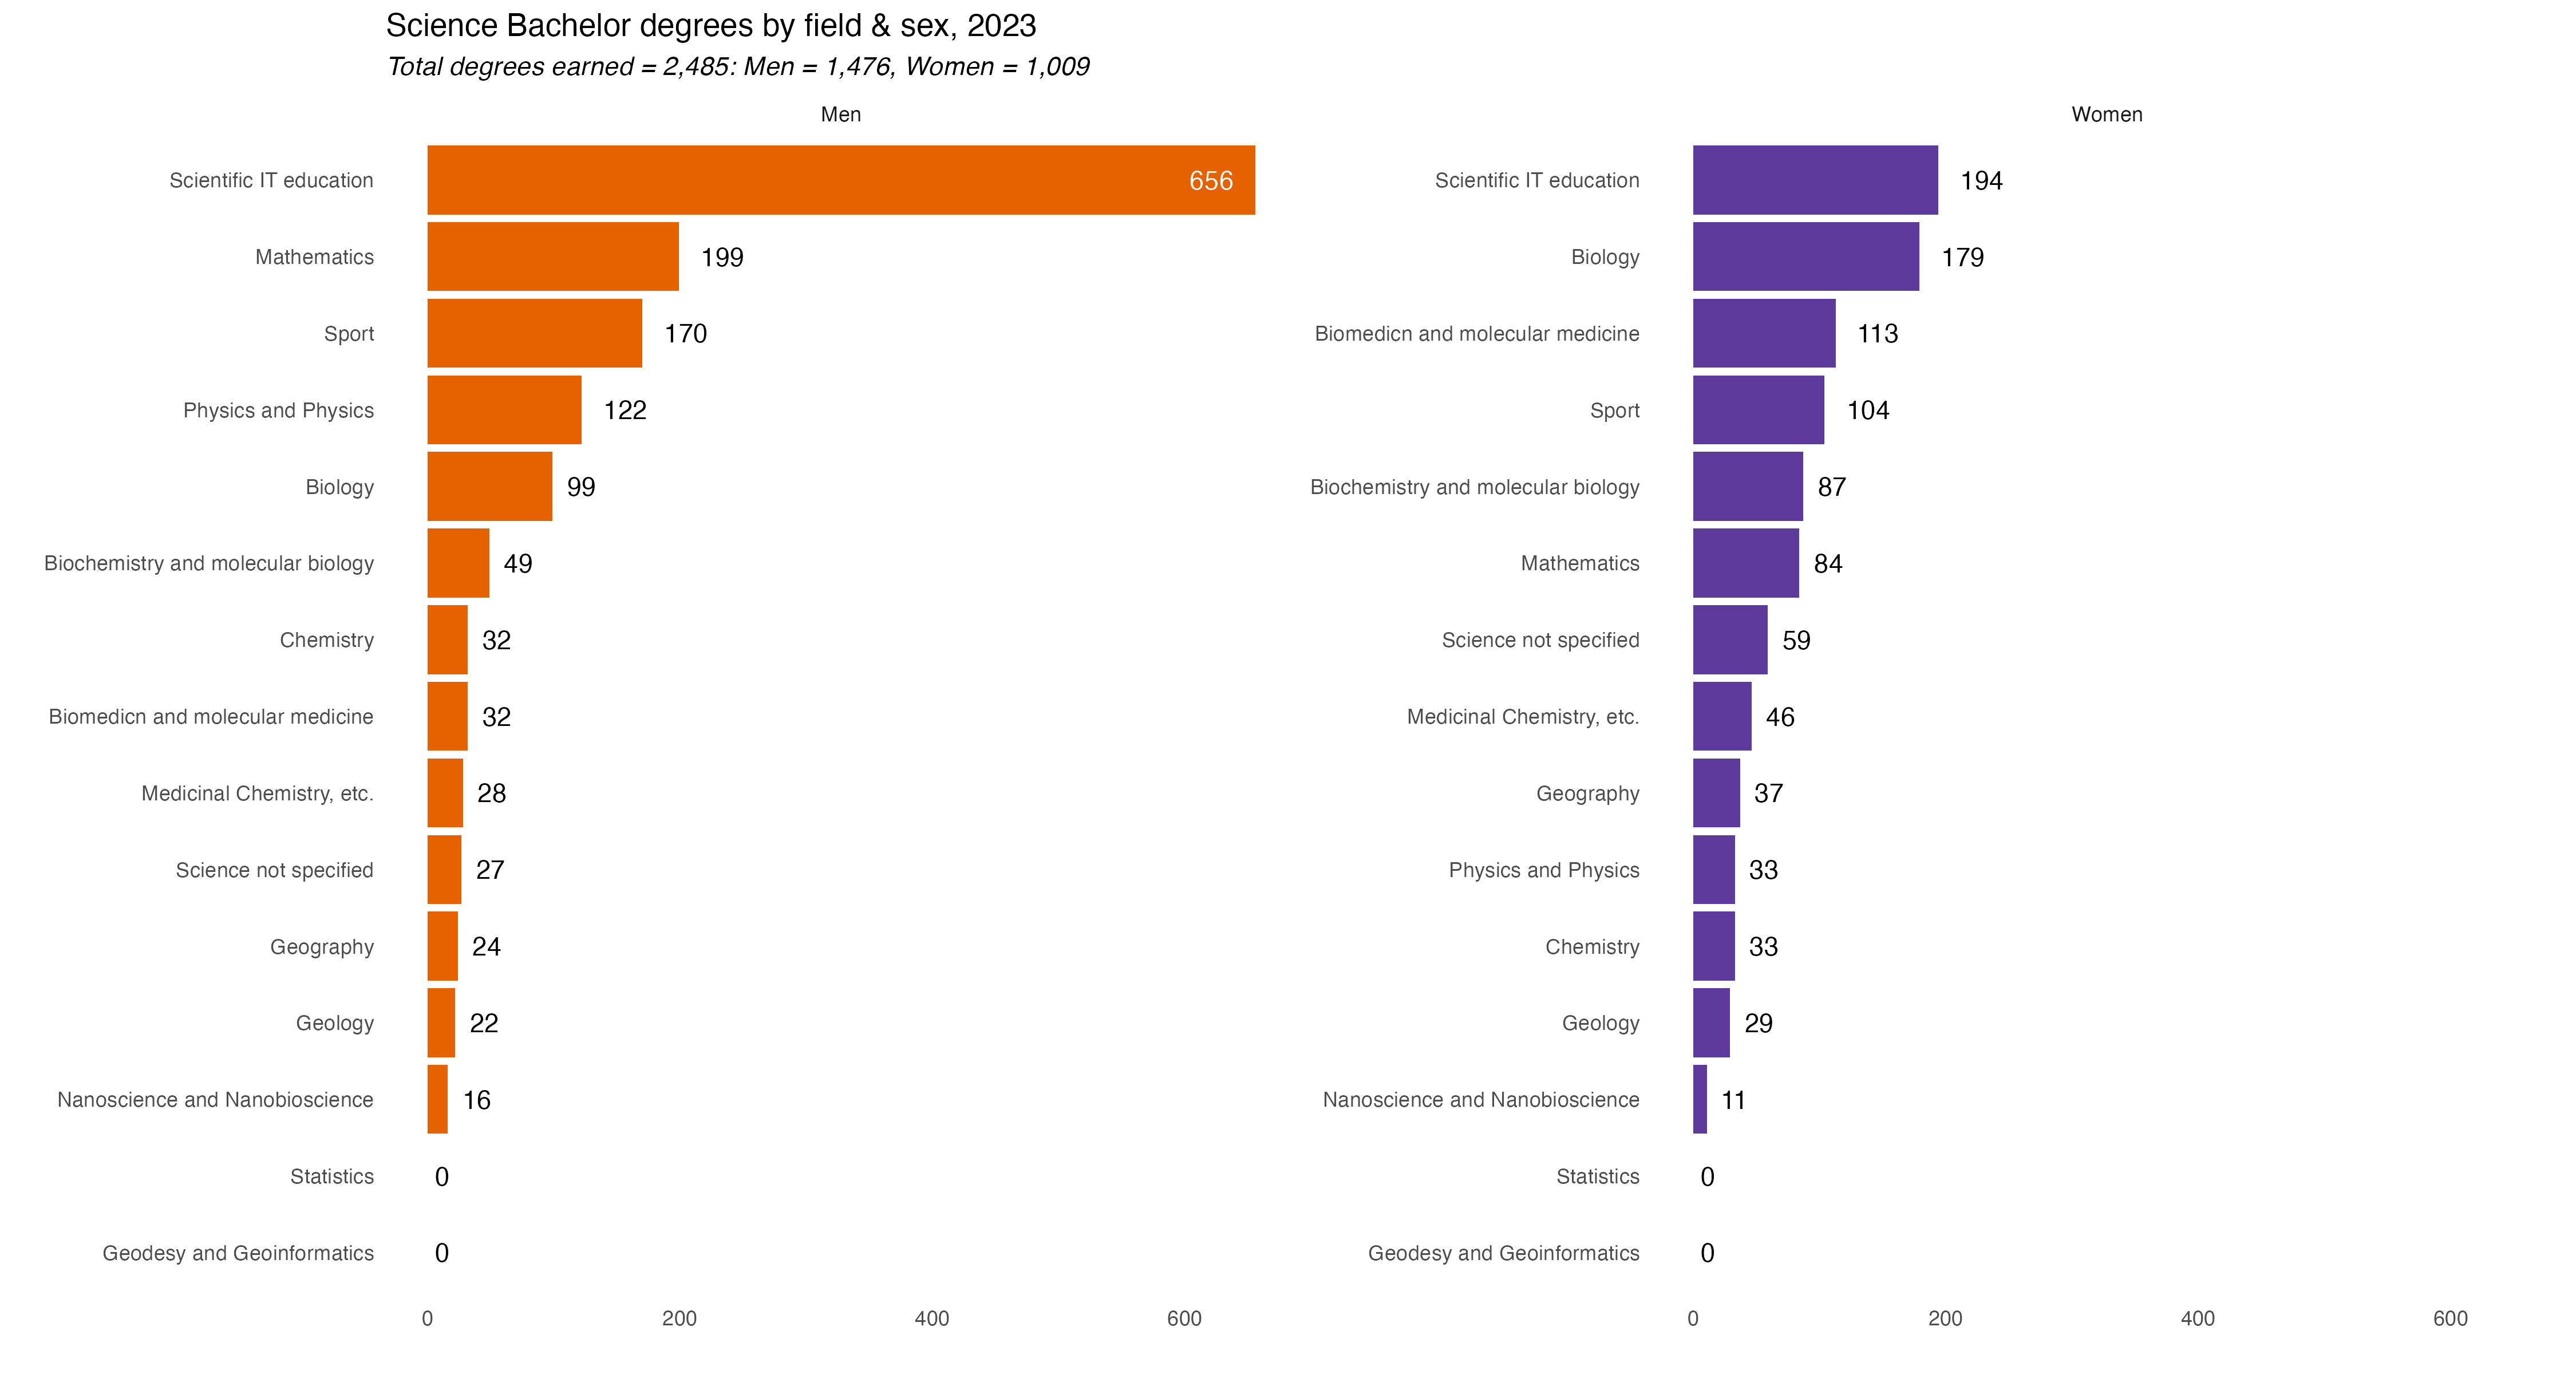 Science Bachelor degrees by field & sex, 2023
Total degrees earned = 2,485: Men = 1,476, Women = 1,009
Men
Scientific IT education 656
Mathematics 199
Sport 170
Physics and Physics 122
Biology 99
Biochemistry and molecular biology 49
Chemistry 32
Biomedicn and molecular medicine 32
Medicinal Chemistry, etc. 28
Science not specified 27
Geography 24
Geology 22
Nanoscience and Nanobioscience 16
Statistics 0
Geodesy and Geoinformatics 0
0 200 400 600
Women
Scientific IT education 194
Biology 179
Biomedicn and molecular medicine 113
Sport 104
Biochemistry and molecular biology 87
Mathematics 84
Science not specified 59
Medicinal Chemistry, etc. 46
Geography 37
Physics and Physics 33
Chemistry 33
Geology 29
Nanoscience and Nanobioscience 11
Statistics 0
Geodesy and Geoinformatics 0
0 200 400 600